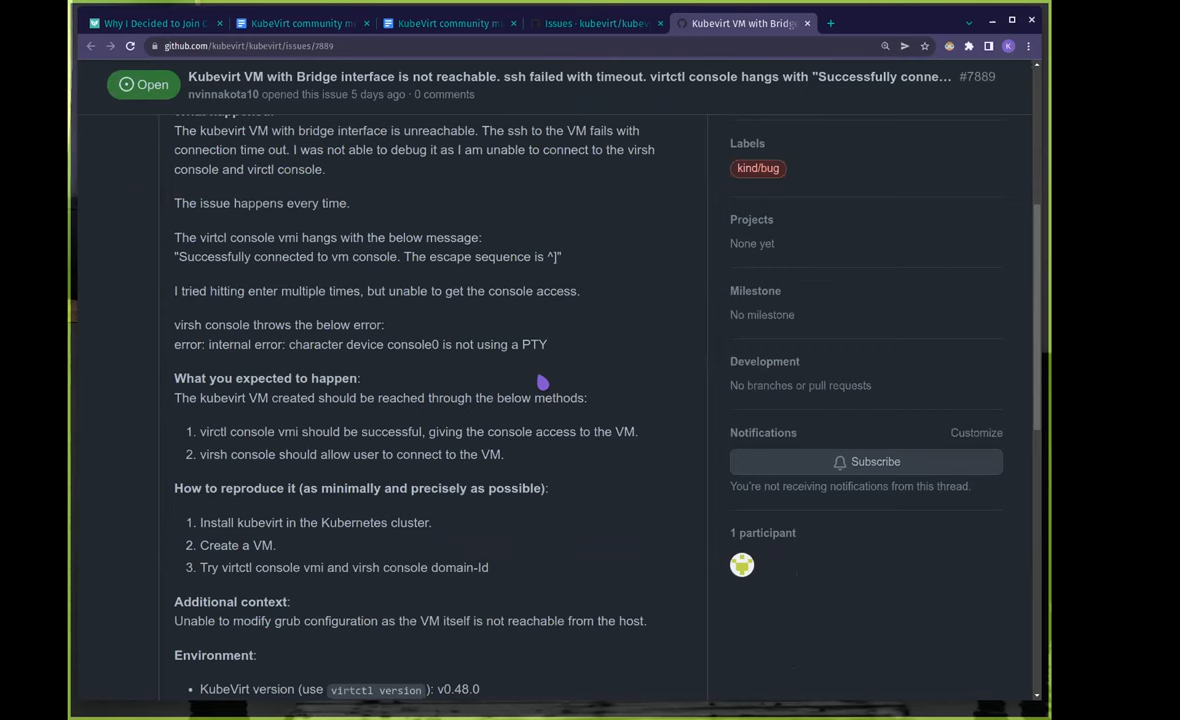 Why I Decided to Join C
KubeVirt community m
KubeVirt community mu
Issues · kubevirt/kubev
Kubevirt VM with Bridg
github.com/kubevirt/kubevirt/issues/7889
K
Open
Kubevirt VM with Bridge interface is not reachable. ssh failed with timeout. virtctl console hangs with "Successfully conne… #7889
nvinnakota10 opened this issue 5 days ago · 0 comments
What happened:
The kubevirt VM with bridge interface is unreachable. The ssh to the VM fails with
connection time out. I was not able to debug it as I am unable to connect to the virsh
console and virctl console.
The issue happens every time.
The virtcl console vmi hangs with the below message:
"Successfully connected to vm console. The escape sequence is ^]"
I tried hitting enter multiple times, but unable to get the console access.
virsh console throws the below error:
error: internal error: character device console0 is not using a PTY
What you expected to happen:
The kubevirt VM created should be reached through the below methods:
1. virctl console vmi should be successful, giving the console access to the VM.
2. virsh console should allow user to connect to the VM.
How to reproduce it (as minimally and precisely as possible):
1. Install kubevirt in the Kubernetes cluster.
2. Create a VM.
3. Try virtctl console vmi and virsh console domain-Id
Additional context:
Unable to modify grub configuration as the VM itself is not reachable from the host.
Environment:
• KubeVirt version (use virtctl version): v0.48.0
Labels
kind/bug
Projects
None yet
Milestone
No milestone
Development
No branches or pull requests
Notifications
Customize
Subscribe
You're not receiving notifications from this thread.
1 participant